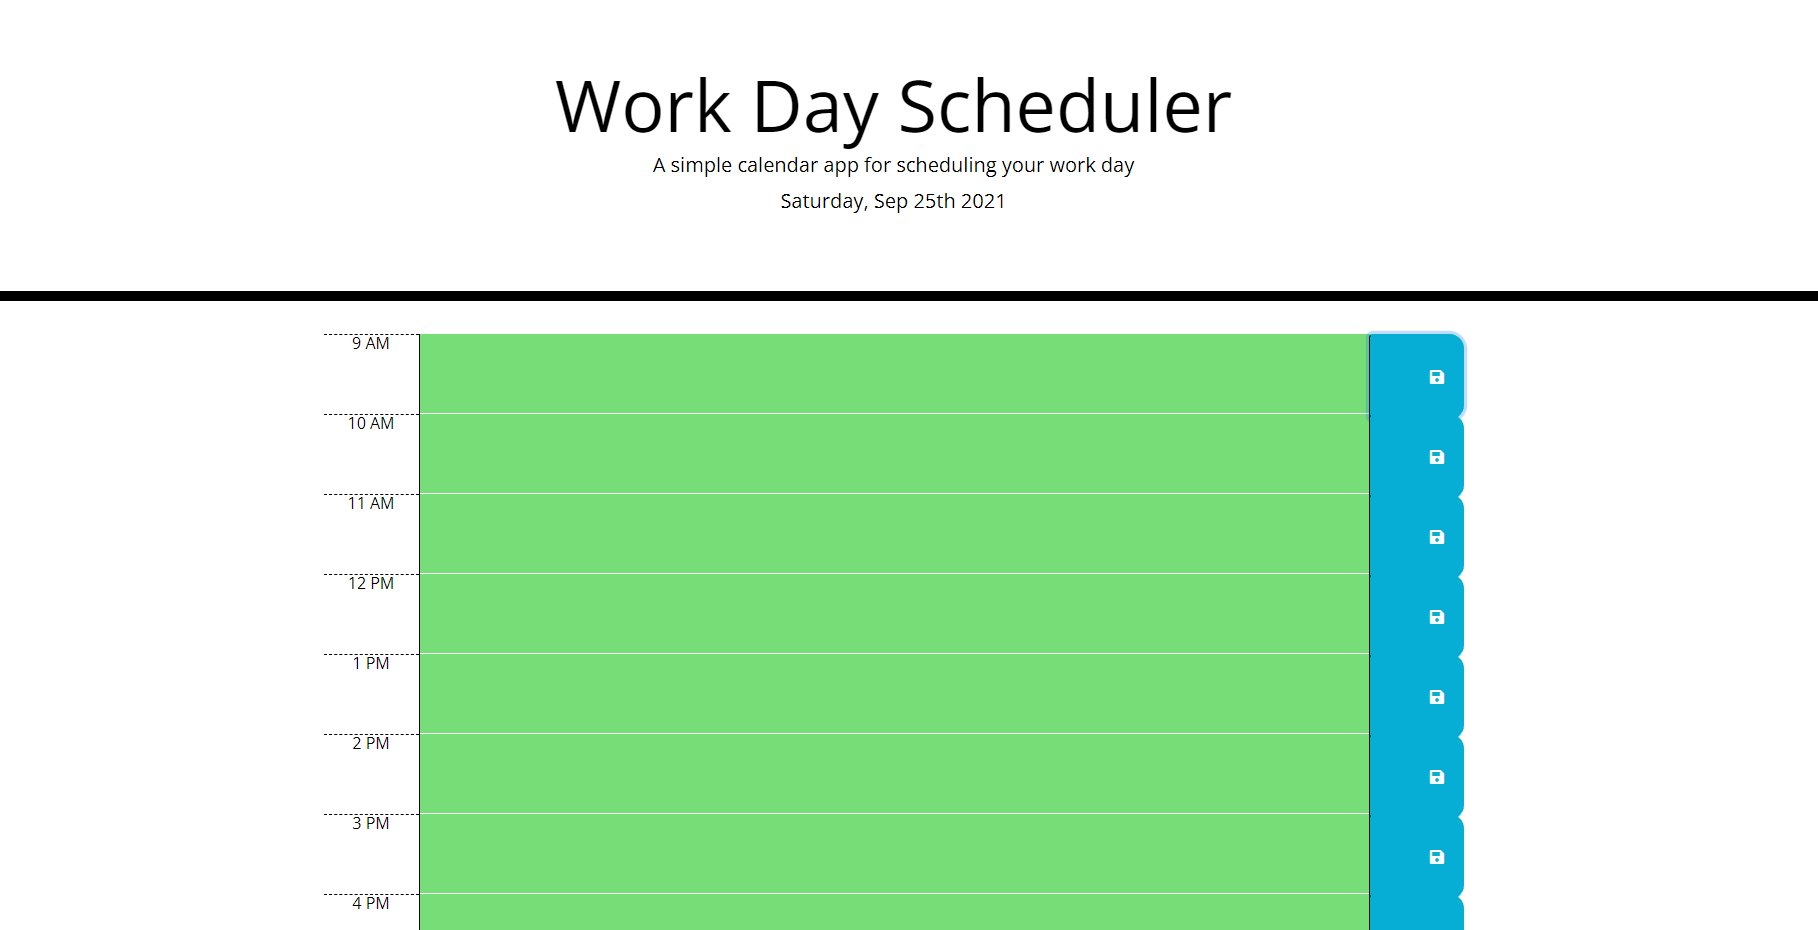 Work Day Scheduler
A simple calendar app for scheduling your work day
Saturday, Sep 25th 2021
9 AM
10 AM
11 AM
12 PM
1 PM
2 PM
3 PM
4 PM